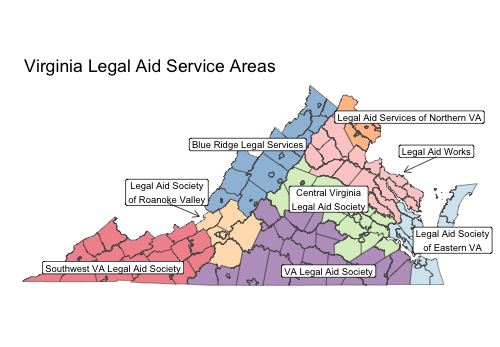 Virginia Legal Aid Service Areas
Legal Aid Services of Northern VA
Blue Ridge Legal Services
Legal Aid Works
Legal Aid Society
of Roanoke Valley
Central Virginia
Legal Aid Society
Legal Aid Society
of Eastern VA
Southwest VA Legal Aid Society
VA Legal Aid Society